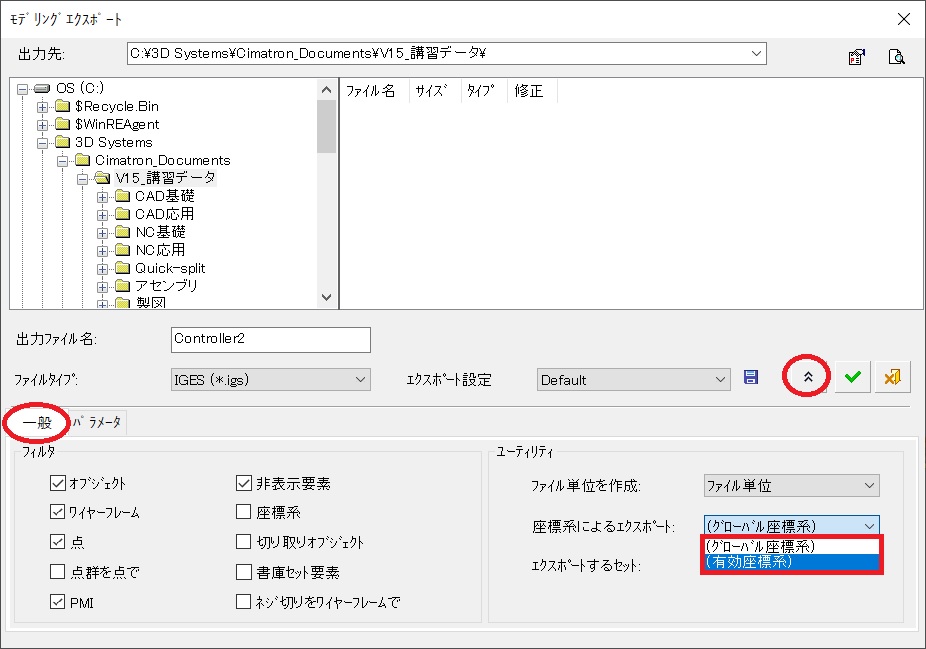 ﾓﾃﾞﾘﾝｸﾞｴｸｽﾎﾟｰﾄ
出力先:
C:¥3D Systems¥Cimatron_Documents¥V15_講習データ¥
OS (C:)
$Recycle.Bin
$WinREAgent
3D Systems
Cimatron_Documents
V15_講習データ
CAD基礎
CAD応用
NC基礎
NC応用
Quick-split
アセンブリ
製図
ﾌｧｲﾙ名 ｻｲｽﾞ ﾀｲﾌﾟ 修正
出力ﾌｧｲﾙ名:
Controller2
ﾌｧｲﾙﾀｲﾌﾟ:
IGES (*.igs)
ｴｸｽﾎﾟｰﾄ設定
Default
一般
ﾊﾟﾗﾒｰﾀ
ﾌｨﾙﾀ
ｵﾌﾞｼﾞｪｸﾄ
ﾜｲﾔｰﾌﾚｰﾑ
点
点群を点で
PMI
非表示要素
座標系
切り取りｵﾌﾞｼﾞｪｸﾄ
書庫ｾｯﾄ要素
ﾈｼﾞ切りをﾜｲﾔｰﾌﾚｰﾑで
ﾕｰﾃｨﾘﾃｨ
ﾌｧｲﾙ単位を作成:
ﾌｧｲﾙ単位
座標系によるｴｸｽﾎﾟｰﾄ:
(ｸﾞﾛｰﾊﾞﾙ座標系)
(ｸﾞﾛｰﾊﾞﾙ座標系)
(有効座標系)
ｴｸｽﾎﾟｰﾄするｾｯﾄ: